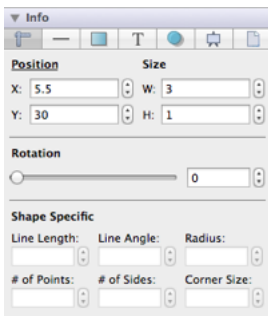 Info
T
Position Size
X: 5.5 W: 3
Y: 30 H: 1
Rotation
0
Shape Specific
Line Length: Line Angle: Radius:
# of Points: # of Sides: Corner Size: